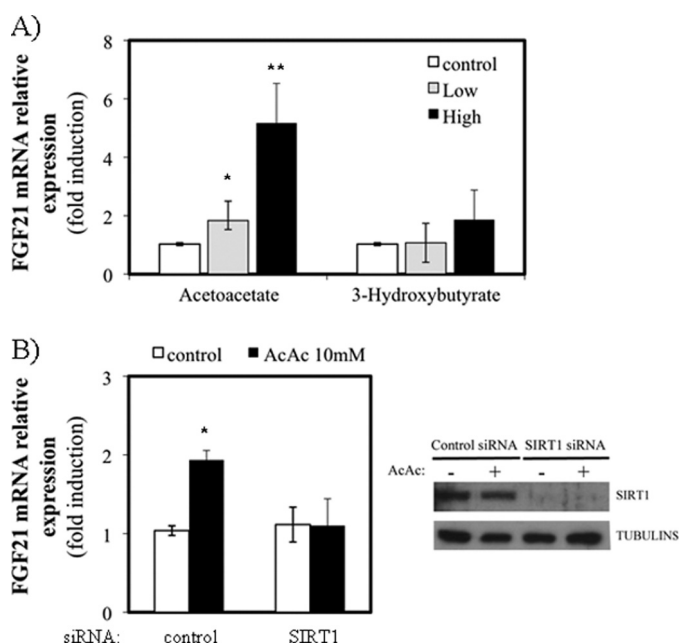 A)
FGF21 mRNA relative
expression
(fold induction)
10
8
6
4
2
0
*
**
control
Low
High
Acetoacetate
3-Hydroxybutyrate
B)
control
AcAc 10mM
FGF21 mRNA relative
expression
(fold induction)
3
2
1
0
*
siRNA:
control
SIRT1
Control siRNA SIRT1 siRNA
AcAc: - + - +
SIRT1
TUBULINS